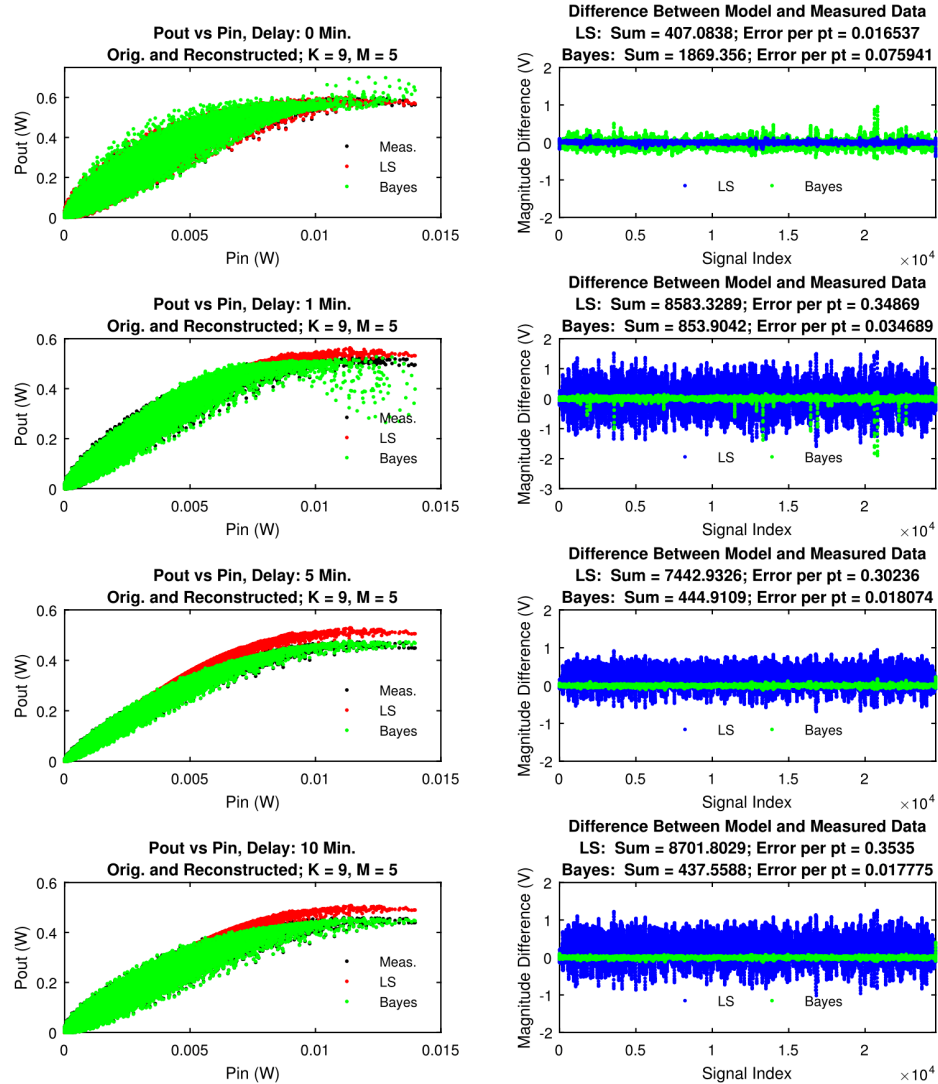 Pout vs Pin, Delay: 0 Min.
Orig. and Reconstructed; K = 9, M = 5
0.6
0.4
0.2
0
Pout (W)
Meas.
LS
Bayes
0
0.005
0.01
0.015
Pin (W)
Difference Between Model and Measured Data
LS: Sum = 407.0838; Error per pt = 0.016537
Bayes: Sum = 1869.356; Error per pt = 0.075941
2
1
0
-1
-2
Magnitude Difference (V)
LS
Bayes
0
0.5
1
1.5
2
×10^4
Signal Index
Pout vs Pin, Delay: 1 Min.
Orig. and Reconstructed; K = 9, M = 5
0.6
0.4
0.2
0
Pout (W)
Meas.
LS
Bayes
0
0.005
0.01
0.015
Pin (W)
Difference Between Model and Measured Data
LS: Sum = 8583.3289; Error per pt = 0.34869
Bayes: Sum = 853.9042; Error per pt = 0.034689
2
1
0
-1
-2
-3
Magnitude Difference (V)
LS
Bayes
0
0.5
1
1.5
2
×10^4
Signal Index
Pout vs Pin, Delay: 5 Min.
Orig. and Reconstructed; K = 9, M = 5
0.6
0.4
0.2
0
Pout (W)
Meas.
LS
Bayes
0
0.005
0.01
0.015
Pin (W)
Difference Between Model and Measured Data
LS: Sum = 7442.9326; Error per pt = 0.30236
Bayes: Sum = 444.9109; Error per pt = 0.018074
2
1
0
-1
-2
Magnitude Difference (V)
LS
Bayes
0
0.5
1
1.5
2
×10^4
Signal Index
Pout vs Pin, Delay: 10 Min.
Orig. and Reconstructed; K = 9, M = 5
0.6
0.4
0.2
0
Pout (W)
Meas.
LS
Bayes
0
0.005
0.01
0.015
Pin (W)
Difference Between Model and Measured Data
LS: Sum = 8701.8029; Error per pt = 0.3535
Bayes: Sum = 437.5588; Error per pt = 0.017775
2
1
0
-1
-2
Magnitude Difference (V)
LS
Bayes
0
0.5
1
1.5
2
×10^4
Signal Index